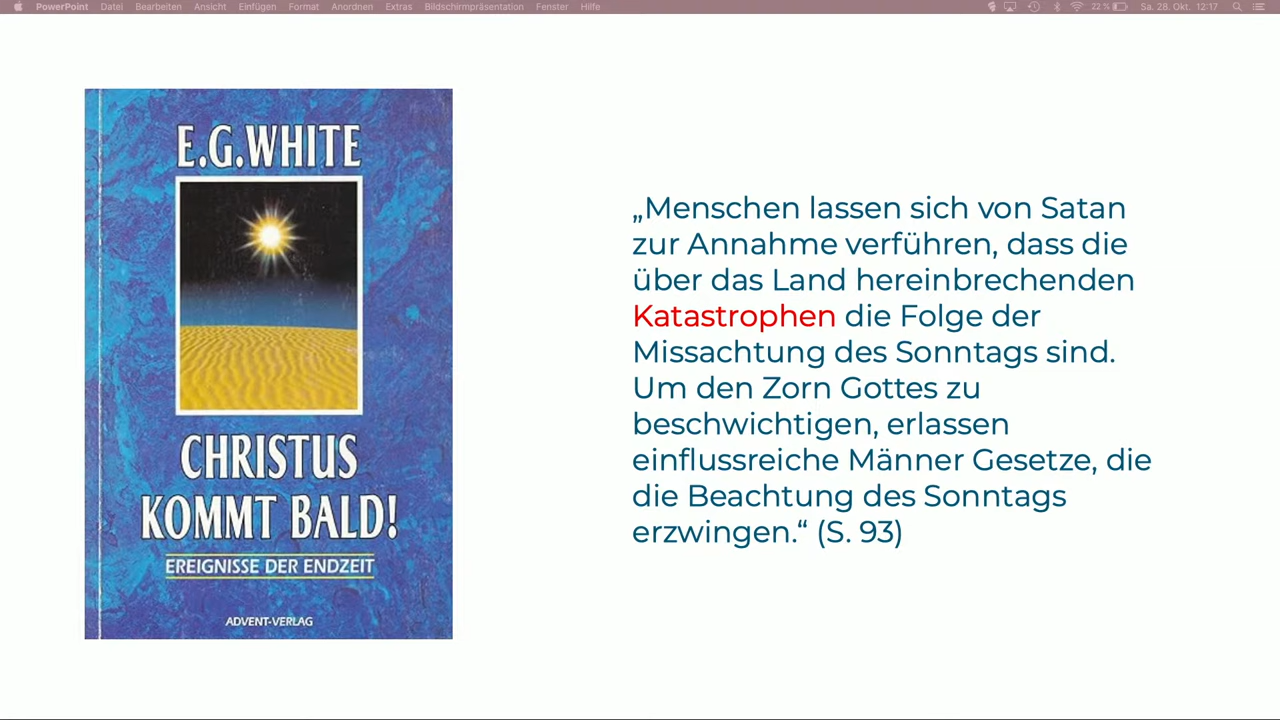 PowerPoint Datei Bearbeiten Ansicht Einfügen Format Anordnen Extras Bildschirmpräsentation Fenster Hilfe 22 % Sa. 28. Okt. 12:17
E.G.WHITE
CHRISTUS
KOMMT BALD!
EREIGNISSE DER ENDZEIT
ADVENT-VERLAG
„Menschen lassen sich von Satan
zur Annahme verführen, dass die
über das Land hereinbrechenden
Katastrophen die Folge der
Missachtung des Sonntags sind.
Um den Zorn Gottes zu
beschwichtigen, erlassen
einflussreiche Männer Gesetze, die
die Beachtung des Sonntags
erzwingen.“ (S. 93)